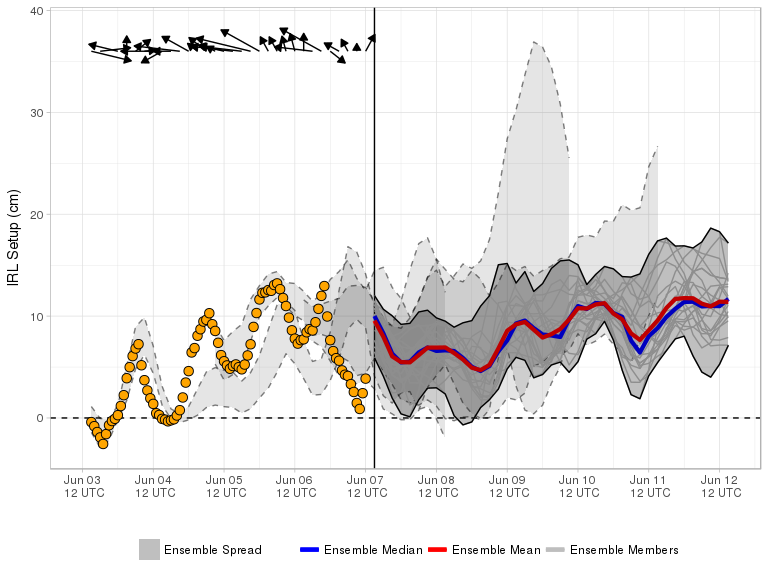 40
30
20
10
0
IRL Setup (cm)
Jun 03 Jun 04 Jun 05 Jun 06 Jun 07 Jun 08 Jun 09 Jun 10 Jun 11 Jun 12
12 UTC 12 UTC 12 UTC 12 UTC 12 UTC 12 UTC 12 UTC 12 UTC 12 UTC 12 UTC
Ensemble Spread Ensemble Median Ensemble Mean Ensemble Members